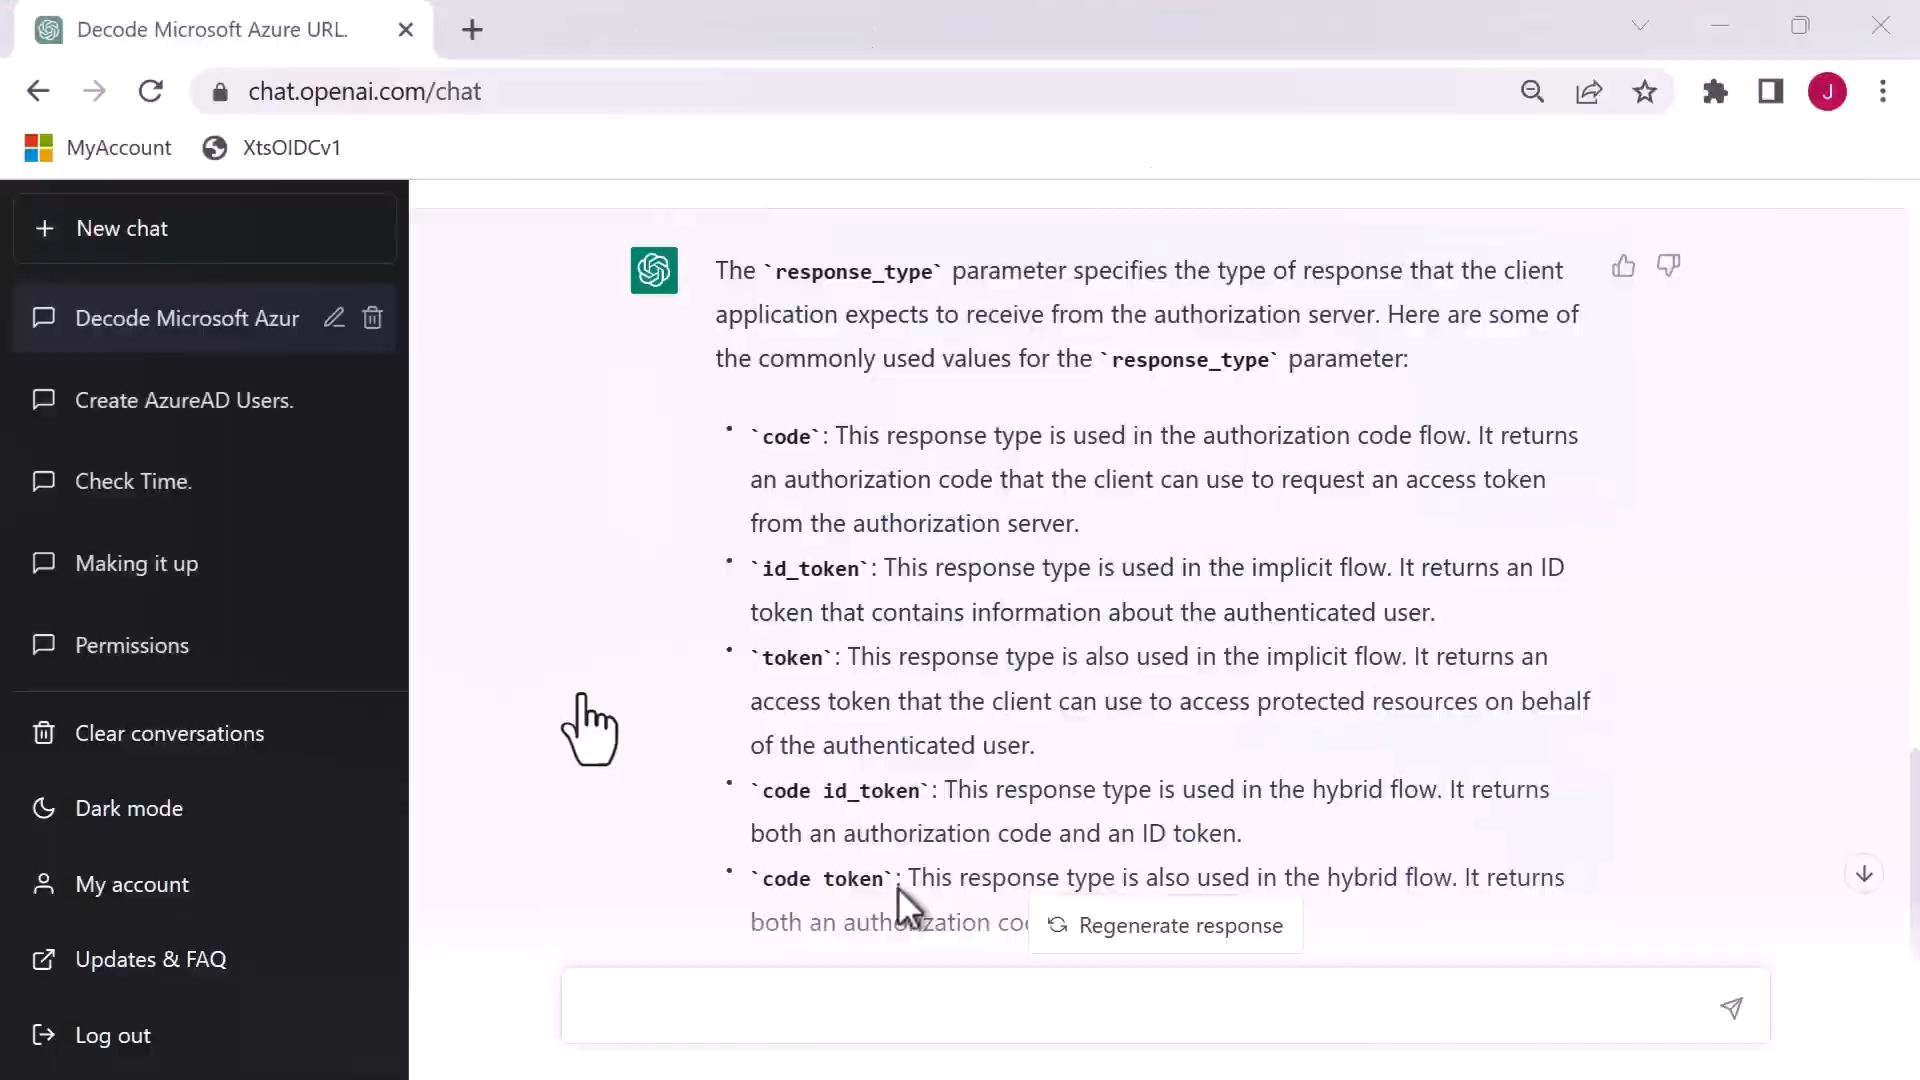 Decode Microsoft Azure URL.
chat.openai.com/chat
J
MyAccount
XtsOIDCv1
New chat
Decode Microsoft Azur
Create AzureAD Users.
Check Time.
Making it up
Permissions
Clear conversations
Dark mode
My account
Updates & FAQ
Log out
The `response_type` parameter specifies the type of response that the client
application expects to receive from the authorization server. Here are some of
the commonly used values for the `response_type` parameter:
• `code`: This response type is used in the authorization code flow. It returns
an authorization code that the client can use to request an access token
from the authorization server.
• `id_token`: This response type is used in the implicit flow. It returns an ID
token that contains information about the authenticated user.
• `token`: This response type is also used in the implicit flow. It returns an
access token that the client can use to access protected resources on behalf
of the authenticated user.
• `code id_token`: This response type is used in the hybrid flow. It returns
both an authorization code and an ID token.
• `code token`: This response type is also used in the hybrid flow. It returns
both an authorization
Regenerate response